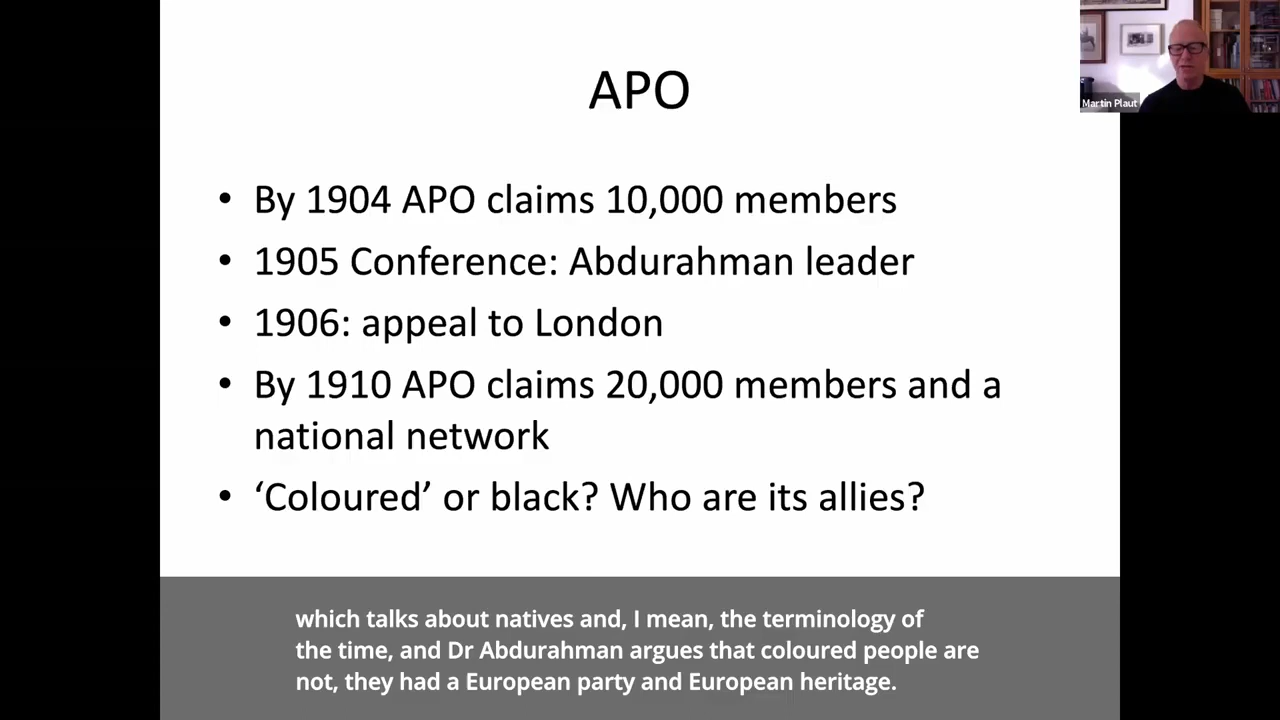 APO
• By 1904 APO claims 10,000 members
• 1905 Conference: Abdurahman leader
• 1906: appeal to London
• By 1910 APO claims 20,000 members and a
national network
• ‘Coloured’ or black? Who are its allies?
Martin Plaut
which talks about natives and, I mean, the terminology of
the time, and Dr Abdurahman argues that coloured people are
not, they had a European party and European heritage.